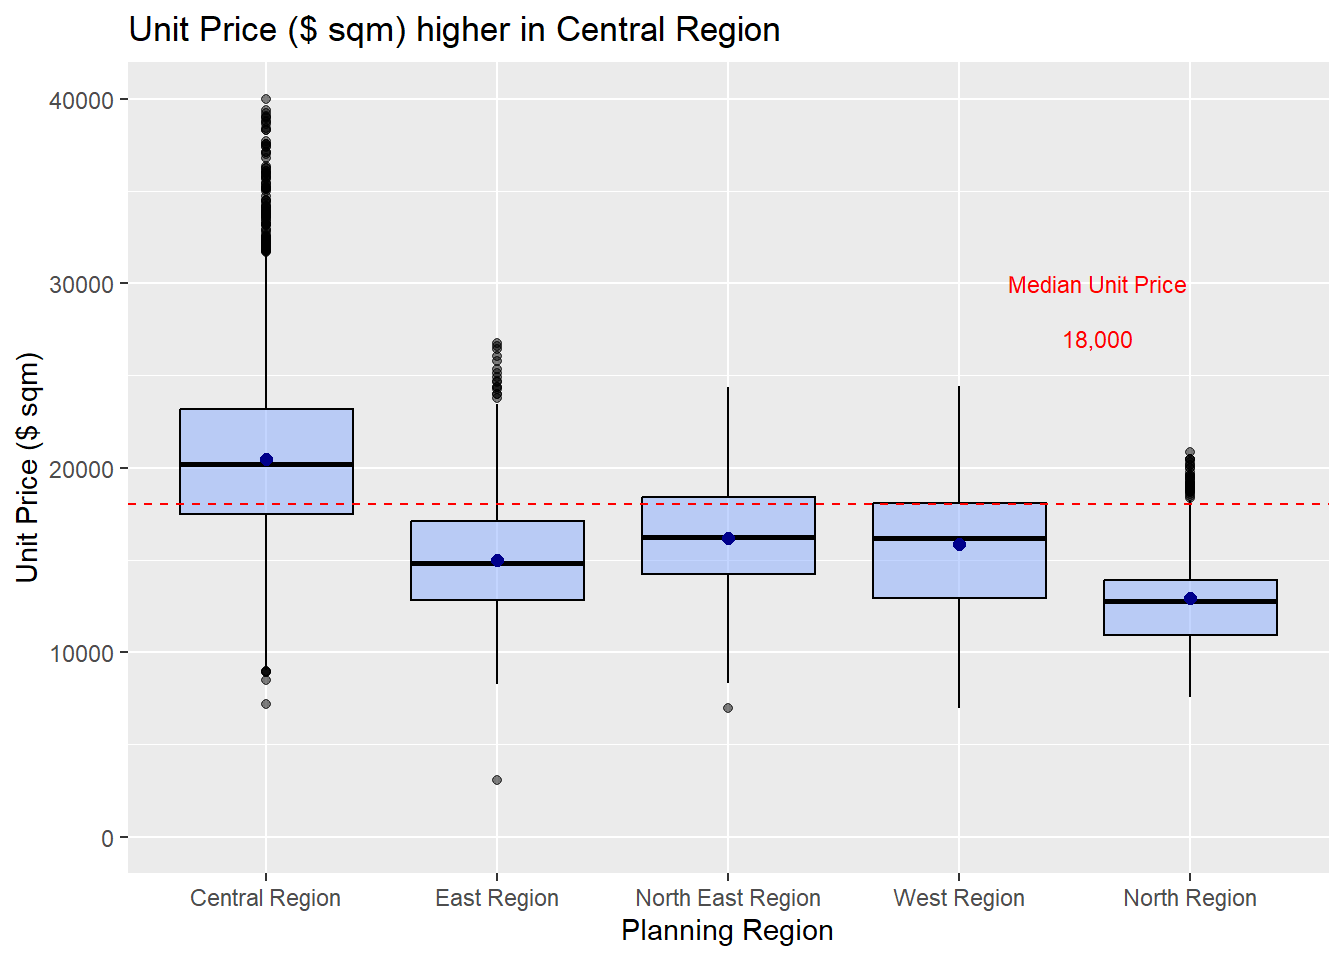 Unit Price ($ sqm) higher in Central Region
40000
30000
20000
10000
0
Unit Price ($ sqm)
Median Unit Price
18,000
Central Region
East Region
North East Region
West Region
North Region
Planning Region